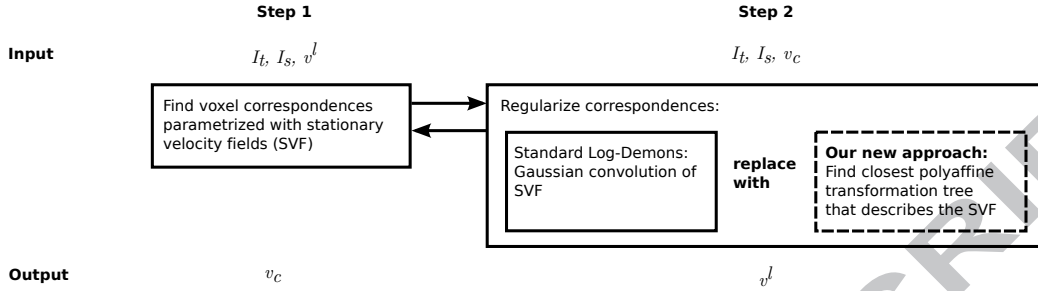 Step 1
Step 2
Input
I_t, I_s, v^l
I_t, I_s, v_c
Find voxel correspondences
parametrized with stationary
velocity fields (SVF)
Regularize correspondences:
Standard Log-Demons:
Gaussian convolution of
SVF
replace
with
Our new approach:
Find closest polyaffine
transformation tree
that describes the SVF
Output
v_c
v^l